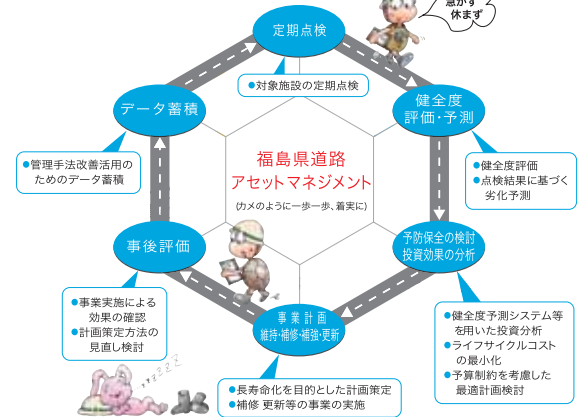 急がず
休まず
定期点検
●対象施設の定期点検
データ蓄積
健全度
評価・予測
●管理手法改善活用の
ためのデータ蓄積
福島県道路
アセットマネジメント
(カメのように一歩一歩、着実に)
●健全度評価
●点検結果に基づく
劣化予測
事後評価
予防保全の検討
投資効果の分析
●事業実施による
効果の確認
●計画策定方法の
見直し検討
事業計画
維持・補修・補強・更新
●健全度予測システム等
を用いた投資分析
●ライフサイクルコスト
の最小化
●予算制約を考慮した
最適計画検討
●長寿命化を目的とした計画策定
●補修 更新等の事業の実施
zzzzz